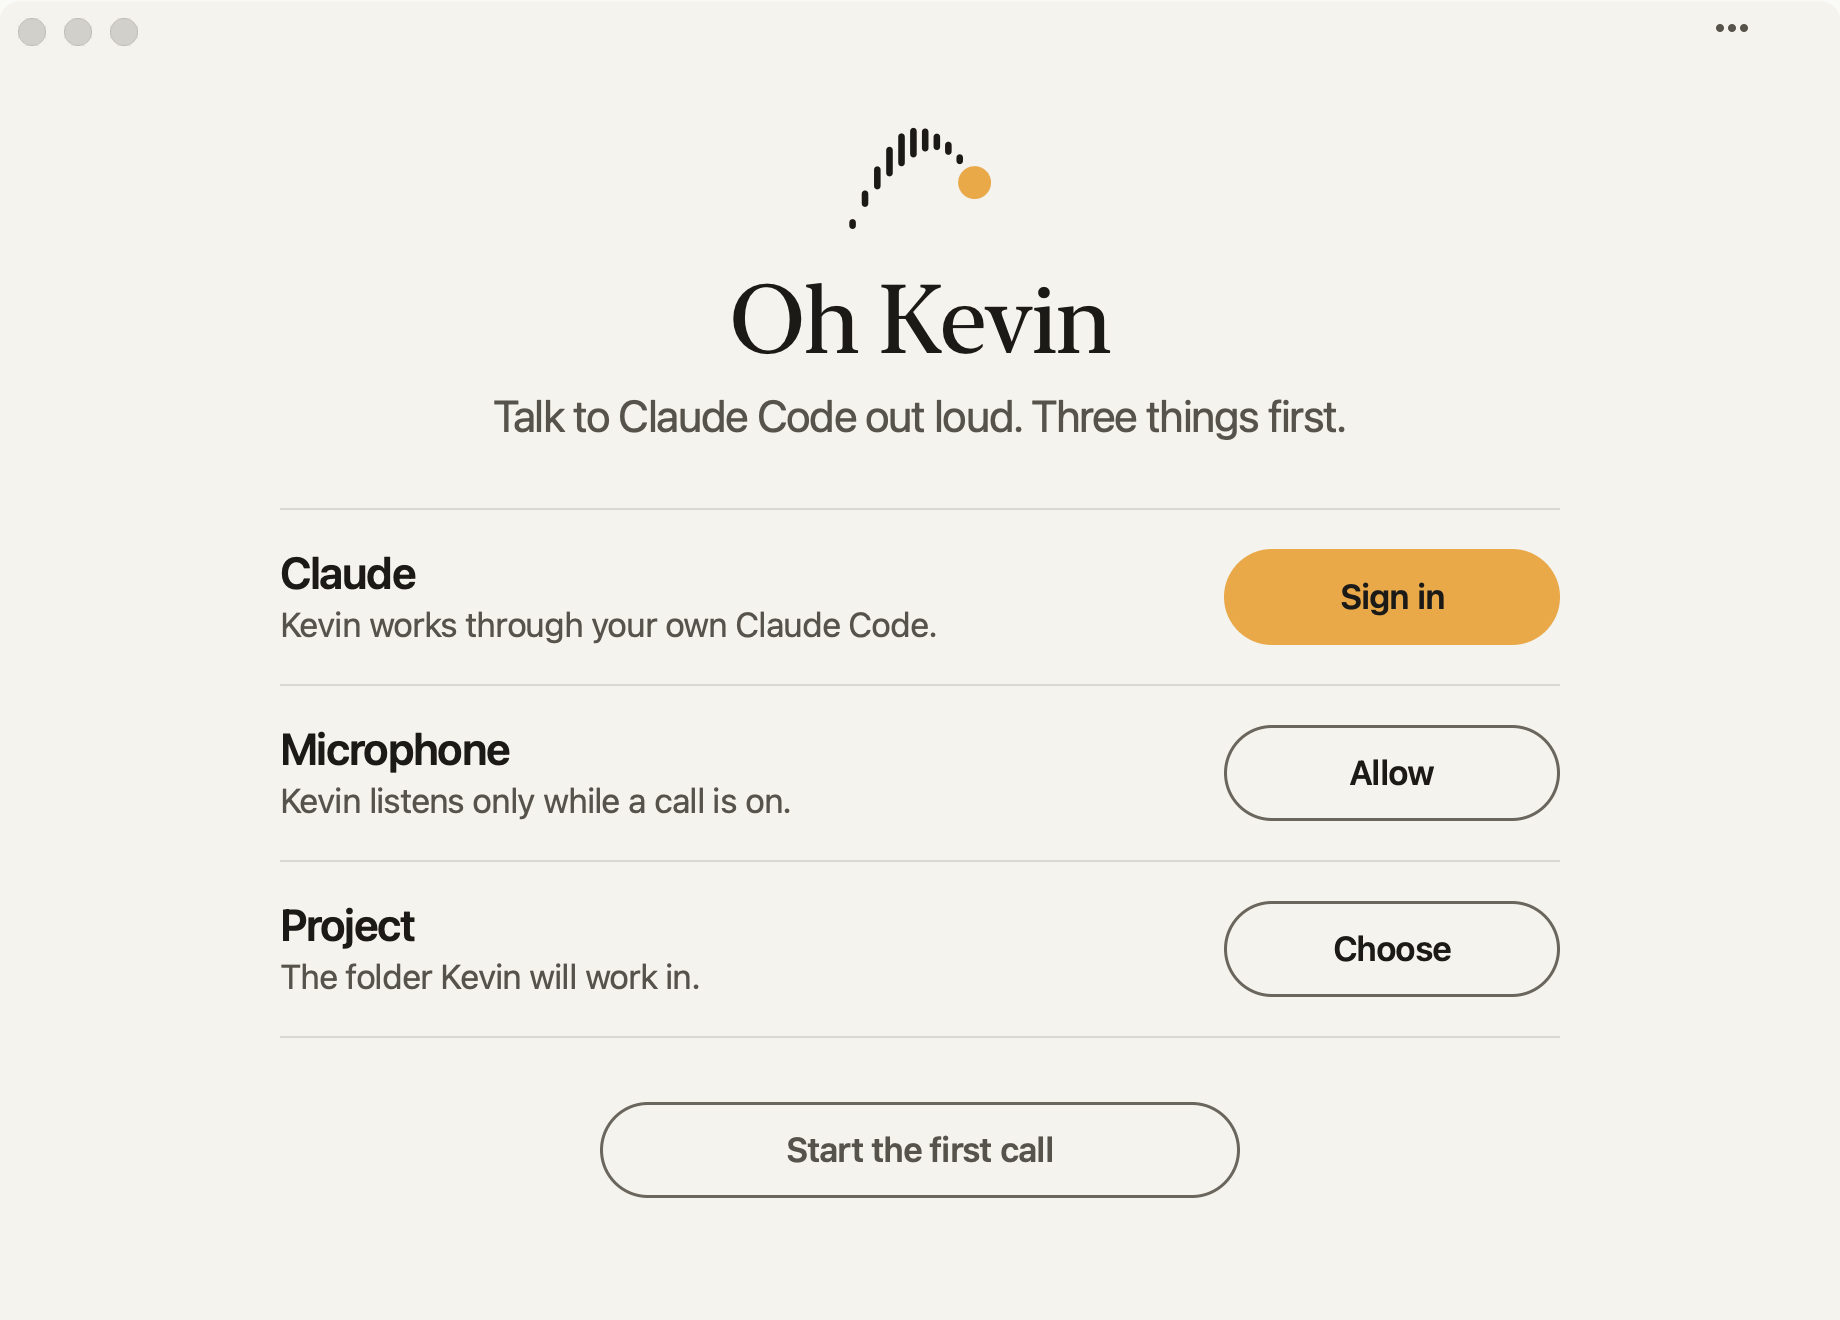 Oh Kevin
Talk to Claude Code out loud. Three things first.
Claude
Kevin works through your own Claude Code.
Sign in
Microphone
Kevin listens only while a call is on.
Allow
Project
The folder Kevin will work in.
Choose
Start the first call